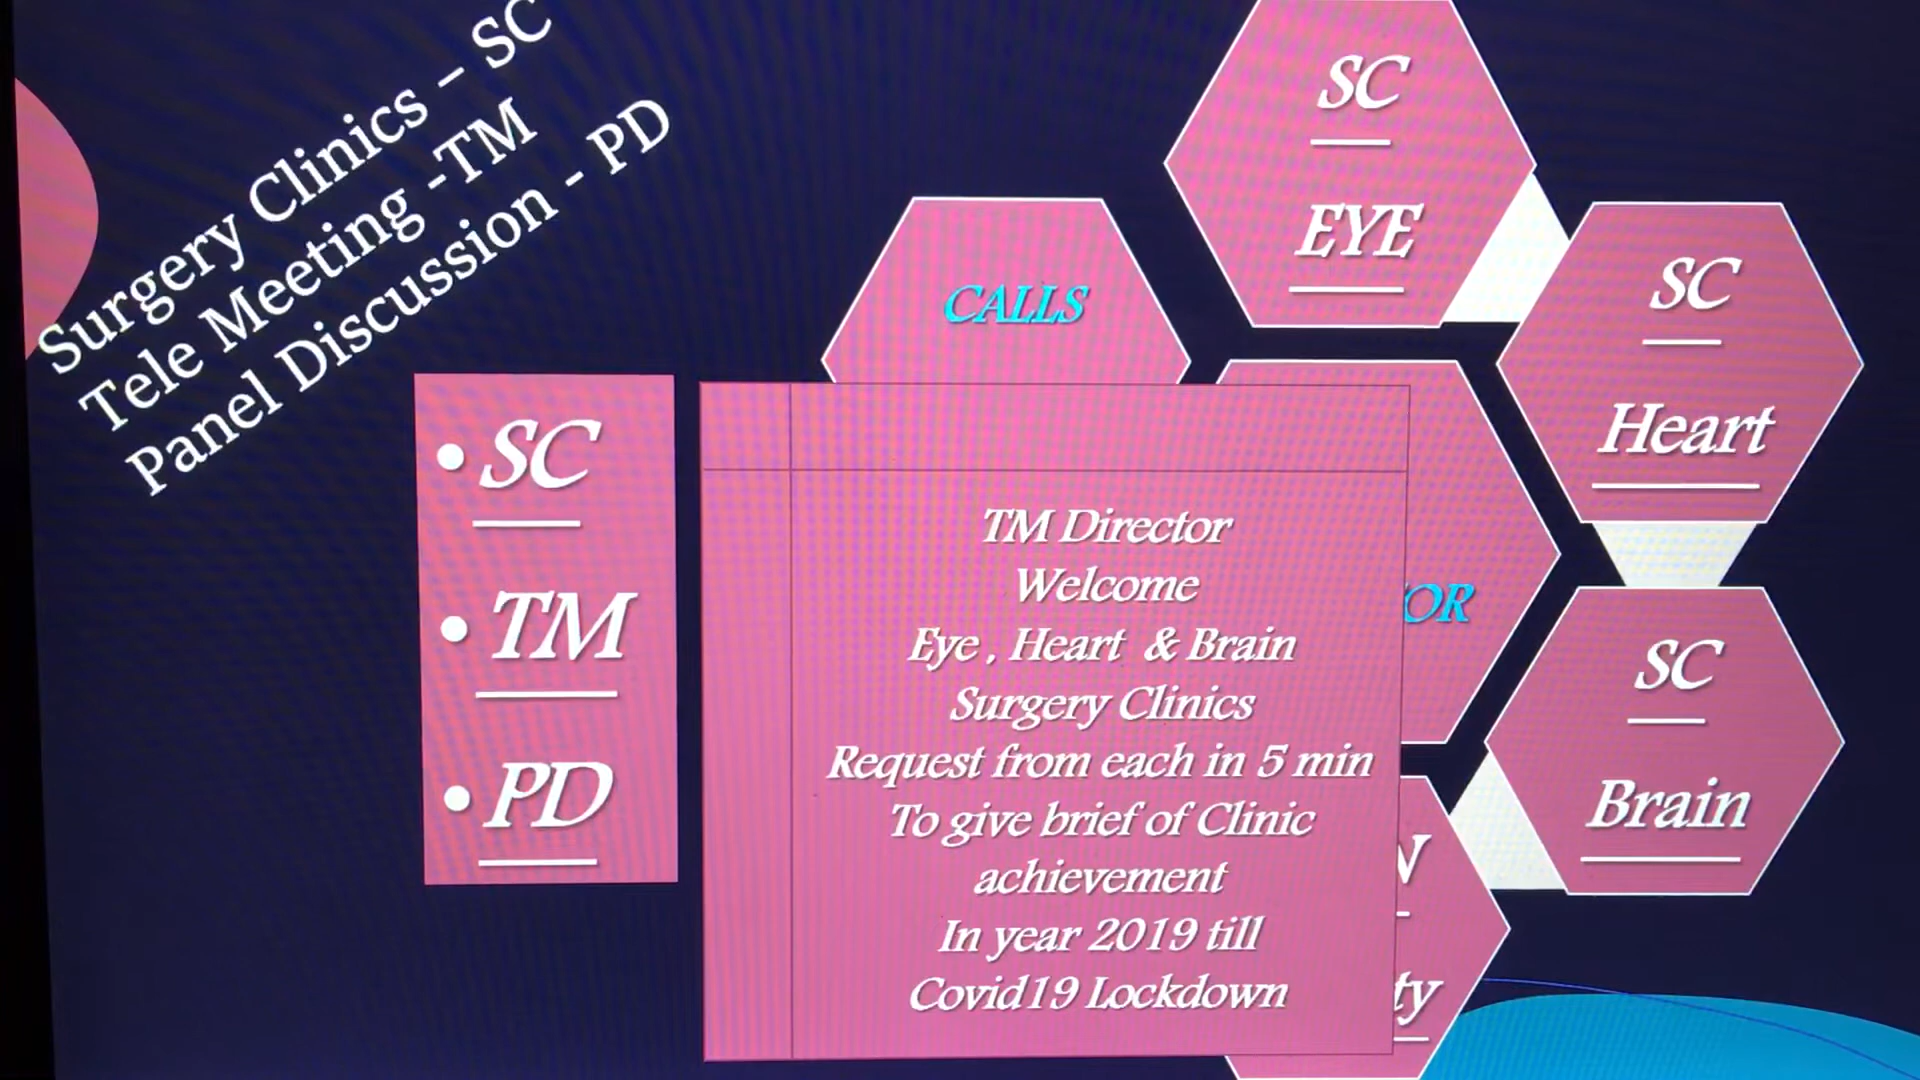 Surgery Clinics – SC
Tele Meeting -TM
Panel Discussion - PD
• SC
• TM
• PD
CALLS
SC
EYE
SC
Heart
SC
Brain
TM Director
Welcome
Eye , Heart & Brain
Surgery Clinics
Request from each in 5 min
To give brief of Clinic
achievement
In year 2019 till
Covid19 Lockdown